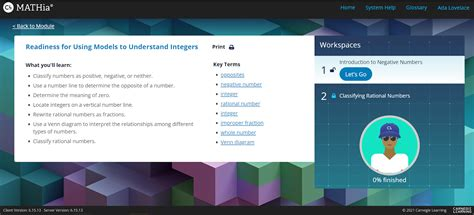 MATHia®
Home System Help Glossary Ada Lovelace
< Back to Module
Readiness for Using Models to Understand Integers
Print
What you'll learn:
Classify numbers as positive, negative, or neither.
Use a number line to determine the opposite of a number.
Determine the meaning of zero.
Locate integers on a vertical number line.
Rewrite rational numbers as fractions.
Use a Venn diagram to interpret the relationships among different
types of numbers.
Classify rational numbers.
Key Terms
opposites
negative number
integer
rational number
integer
improper fraction
whole number
Venn diagram
Workspaces
1
Introduction to Negative Numbers
Let's Go
2 Classifying Rational Numbers
0% finished
Client Version: 6.15.13 Server Version: 6.15.13
© 2021 Carnegie Learning